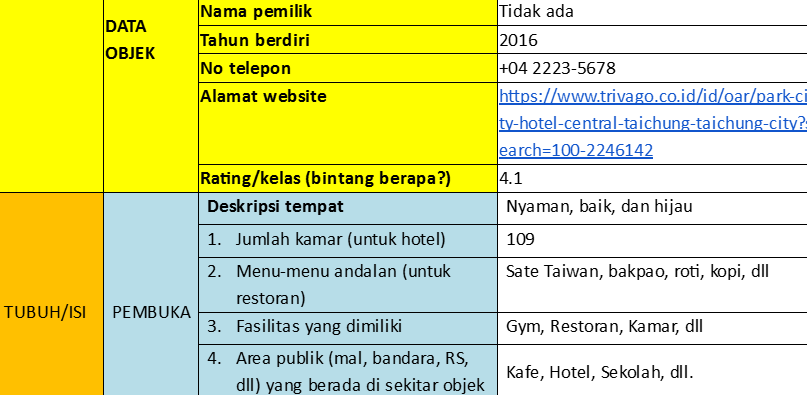 DATA OBJEK
Nama pemilik Tidak ada
Tahun berdiri 2016
No telepon +04 2223-5678
Alamat website https://www.trivago.co.id/id/oar/park-ci
ty-hotel-central-taichung-taichung-city?s
earch=100-2246142
Rating/kelas (bintang berapa?) 4.1
TUBUH/ISI
PEMBUKA
Deskripsi tempat Nyaman, baik, dan hijau
1. Jumlah kamar (untuk hotel) 109
2. Menu-menu andalan (untuk Sate Taiwan, bakpao, roti, kopi, dll
restoran)
3. Fasilitas yang dimiliki Gym, Restoran, Kamar, dll
4. Area publik (mal, bandara, RS,
dll) yang berada di sekitar objek Kafe, Hotel, Sekolah, dll.